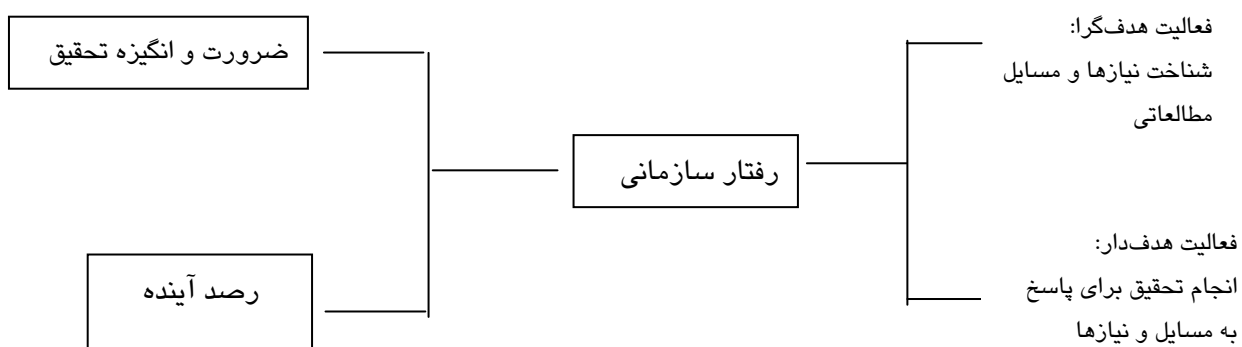 فعالیت هدف‌گرا:
شناخت نیازها و مسایل
مطالعاتی
فعالیت هدف‌دار:
انجام تحقیق برای پاسخ
به مسایل و نیازها
رفتار سازمانی
ضرورت و انگیزه تحقیق
رصد آینده